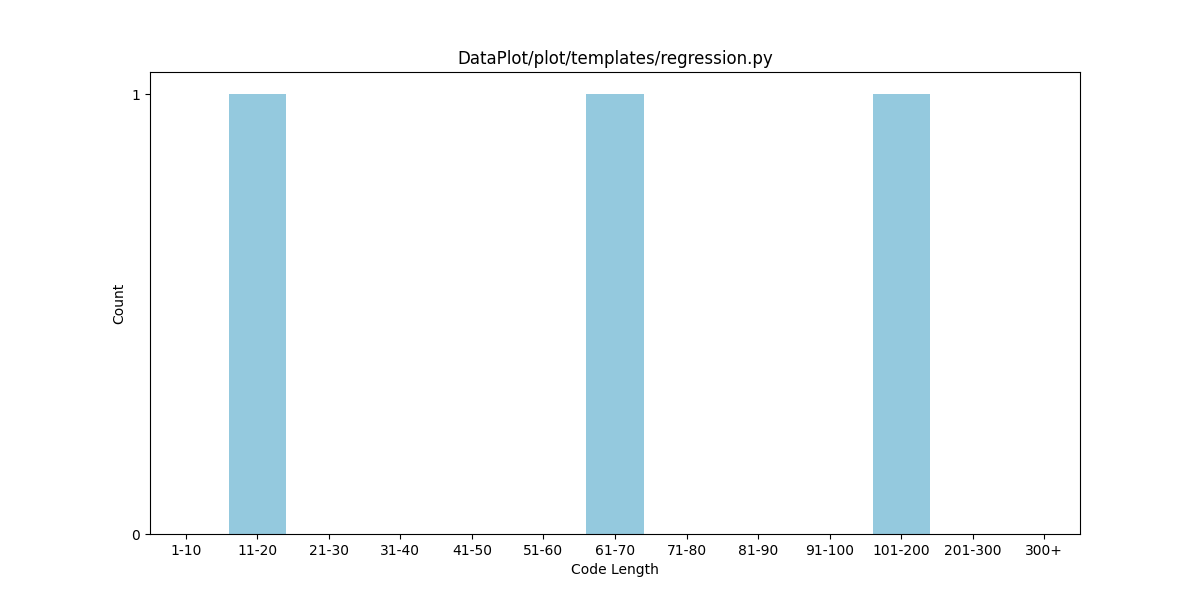 DataPlot/plot/templates/regression.py
1
Count
0
1-10 11-20 21-30 31-40 41-50 51-60 61-70 71-80 81-90 91-100 101-200 201-300 300+
Code Length